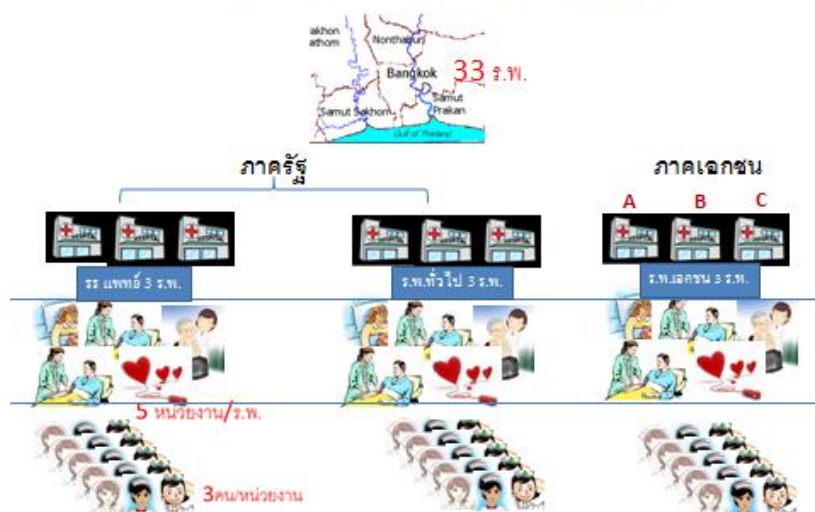 akhon
athom
Nonthaburi
Bangkok
33 ร.พ.
Samut Sakhon
Samut
Prakan
Gulf of Thailand
ภาครัฐ
ภาคเอกชน
A B C
รร แพทย์ 3 ร.พ.
ร.พ.ทั่วไป 3 ร.พ.
ร.พ.เอกชน 3 ร.พ.
5 หน่วยงาน/ร.พ.
3คน/หน่วยงาน